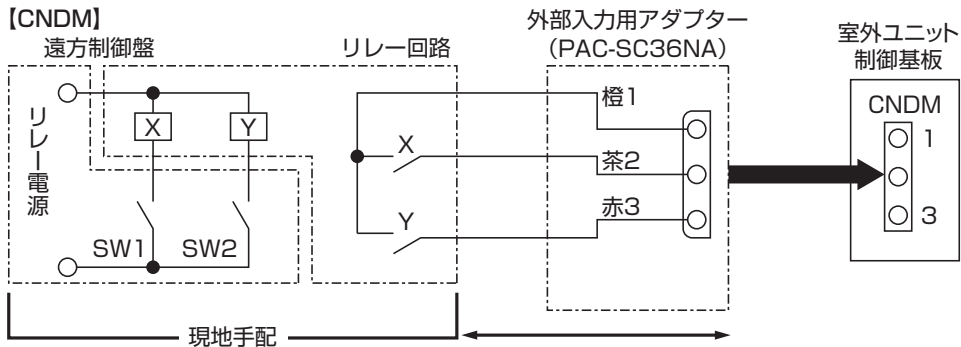 【CNDM】
遠方制御盤
リレー回路
外部入力用アダプター
（PAC-SC36NA）
室外ユニット
制御基板
リレー電源
X
Y
SW1
SW2
X
Y
橙1
茶2
赤3
CNDM
1
3
現地手配